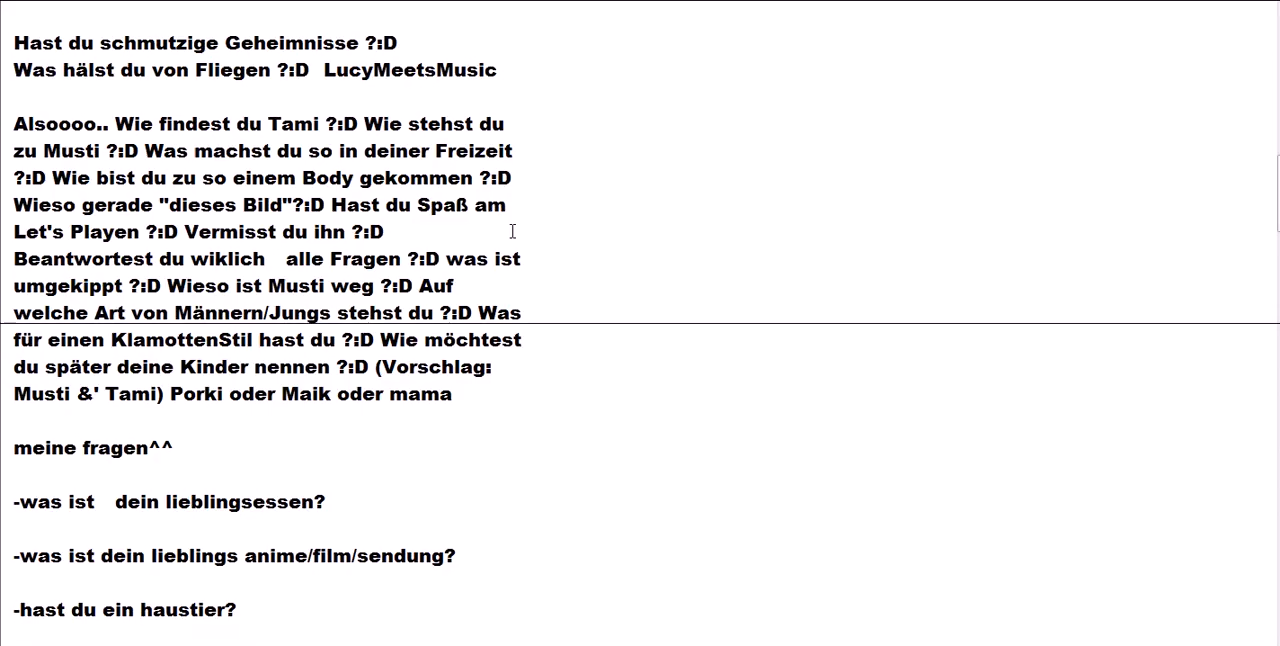 Hast du schmutzige Geheimnisse ?:D
Was hälst du von Fliegen ?:D LucyMeetsMusic
Alsoooo.. Wie findest du Tami ?:D Wie stehst du
zu Musti ?:D Was machst du so in deiner Freizeit
?:D Wie bist du zu so einem Body gekommen ?:D
Wieso gerade "dieses Bild"?:D Hast du Spaß am
Let's Playen ?:D Vermisst du ihn ?:D
Beantwortest du wiklich alle Fragen ?:D was ist
umgekippt ?:D Wieso ist Musti weg ?:D Auf
welche Art von Männern/Jungs stehst du ?:D Was
für einen KlamottenStil hast du ?:D Wie möchtest
du später deine Kinder nennen ?:D (Vorschlag:
Musti &' Tami) Porki oder Maik oder mama
meine fragen^^
-was ist dein lieblingsessen?
-was ist dein lieblings anime/film/sendung?
-hast du ein haustier?